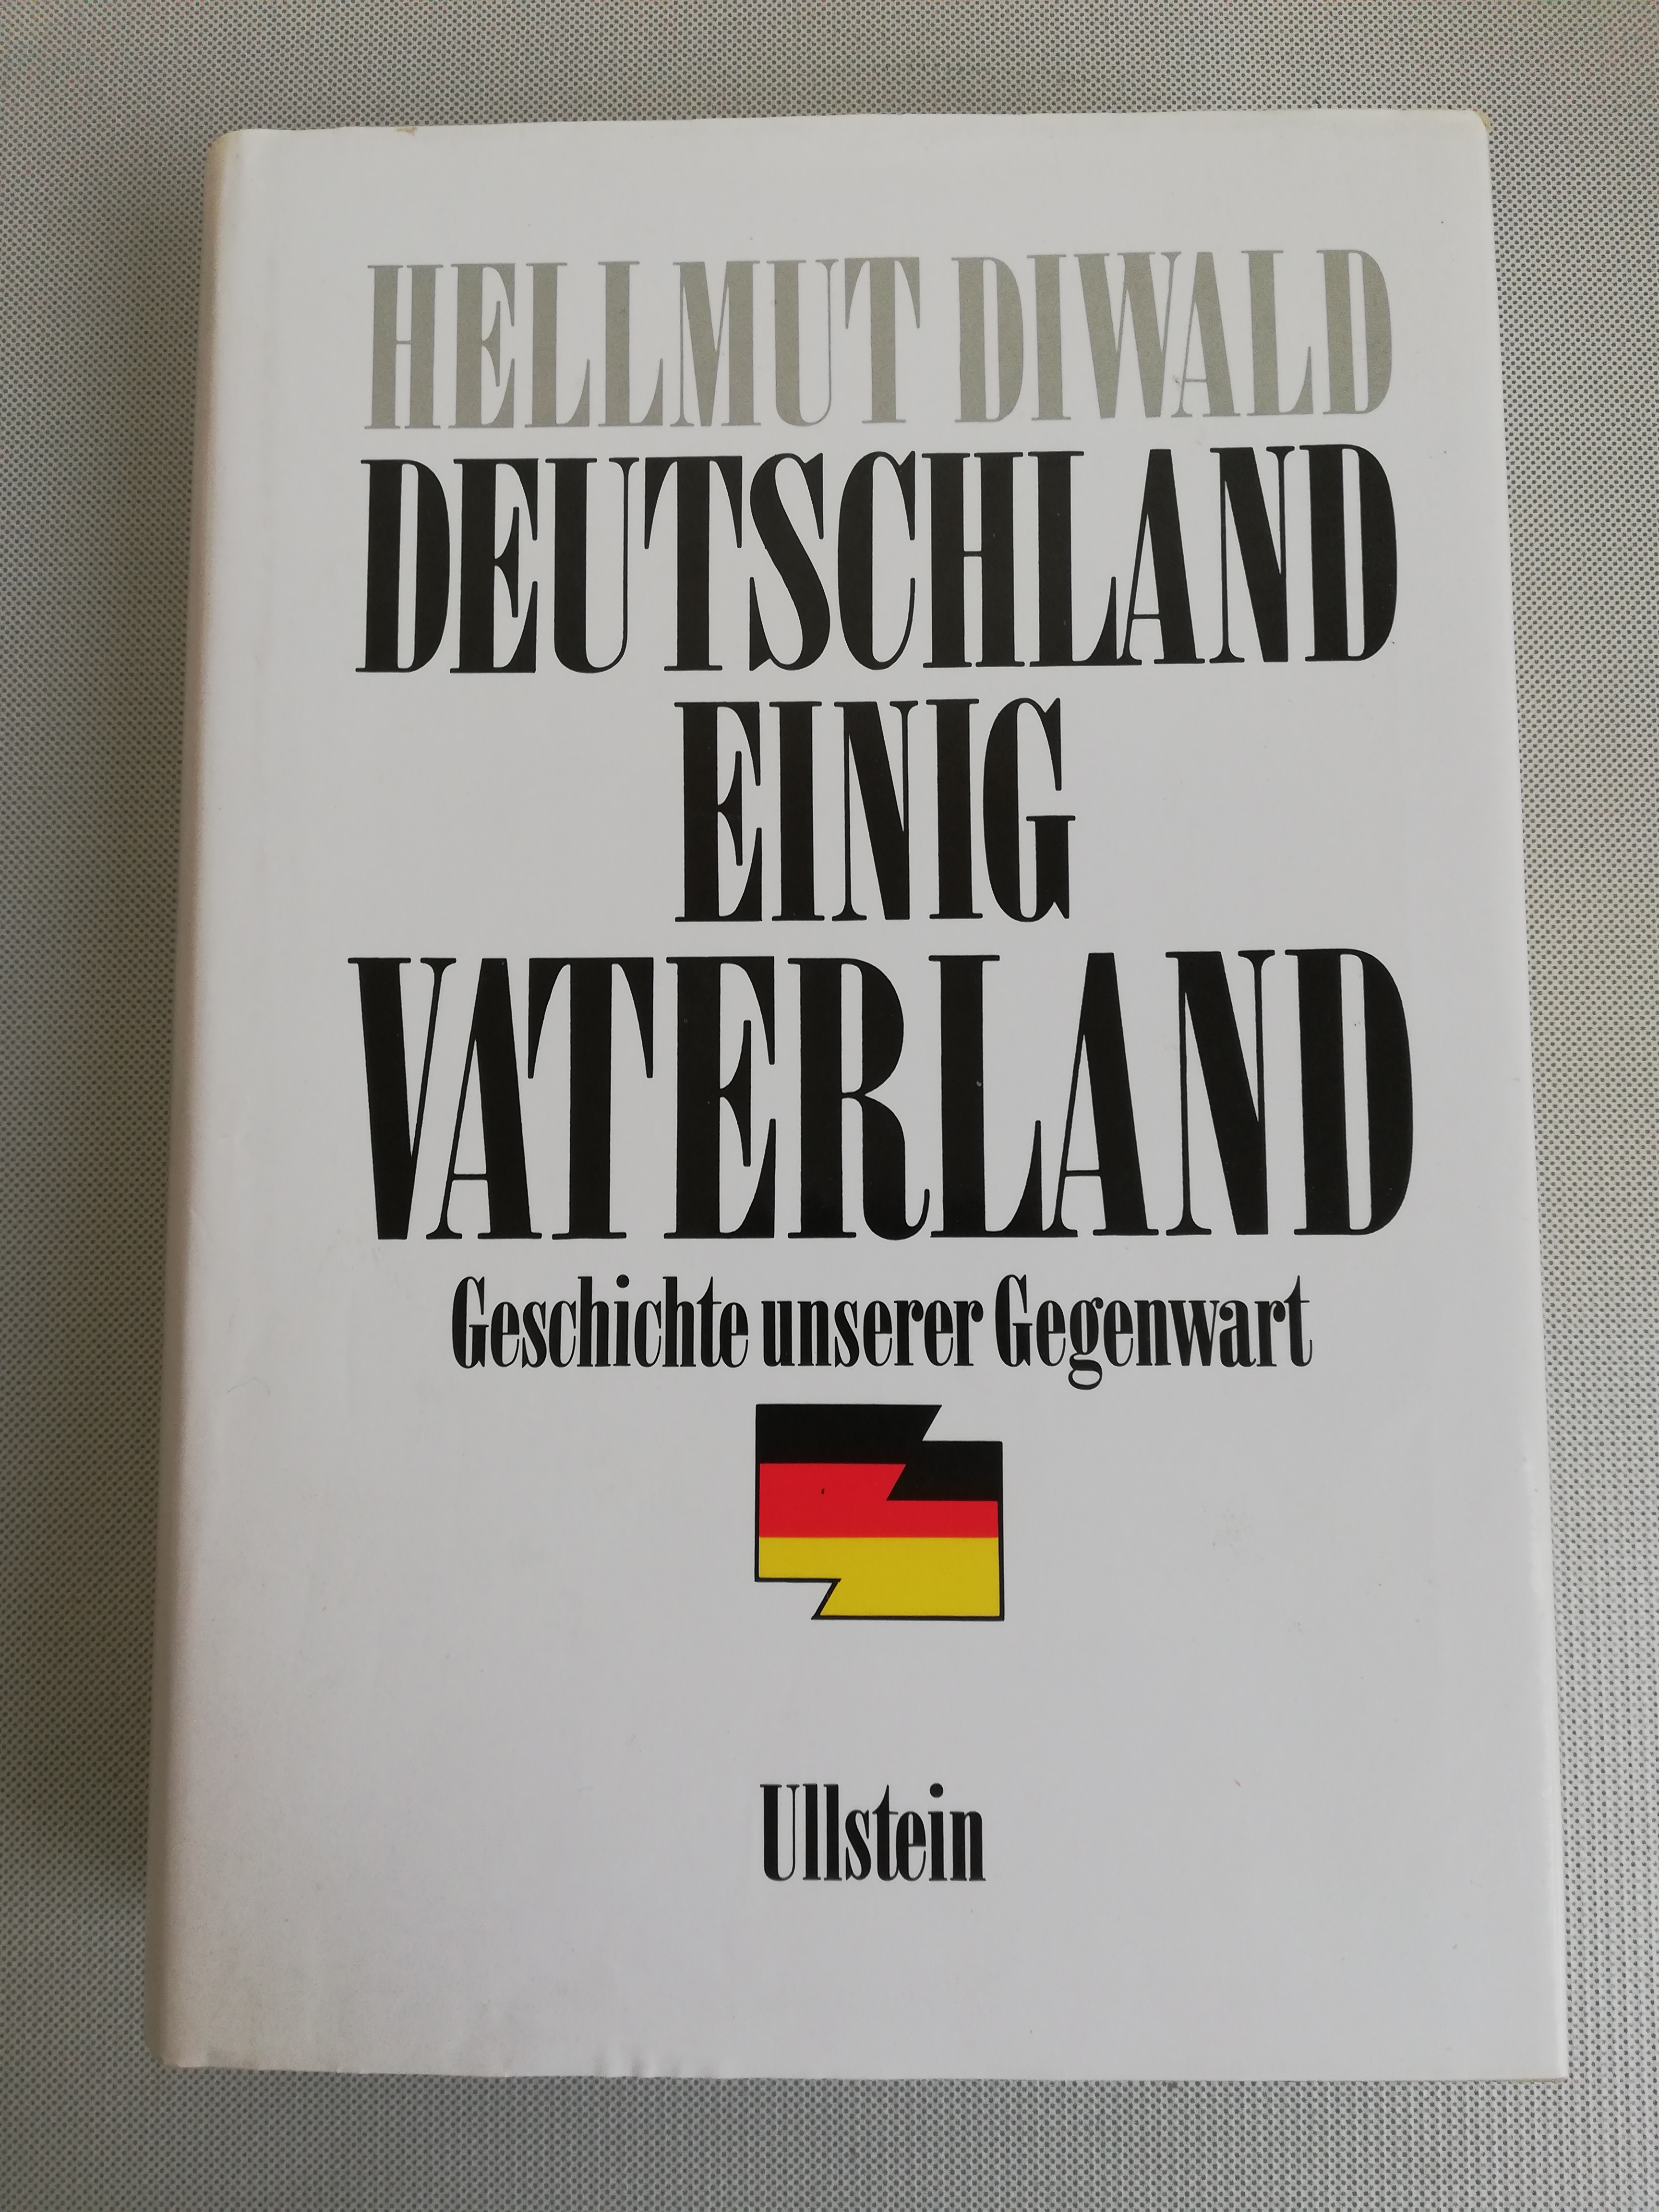 HELLMUT DIWALD
DEUTSCHLAND
EINIG
VATERLAND
Geschichte unserer Gegenwart
Ullstein